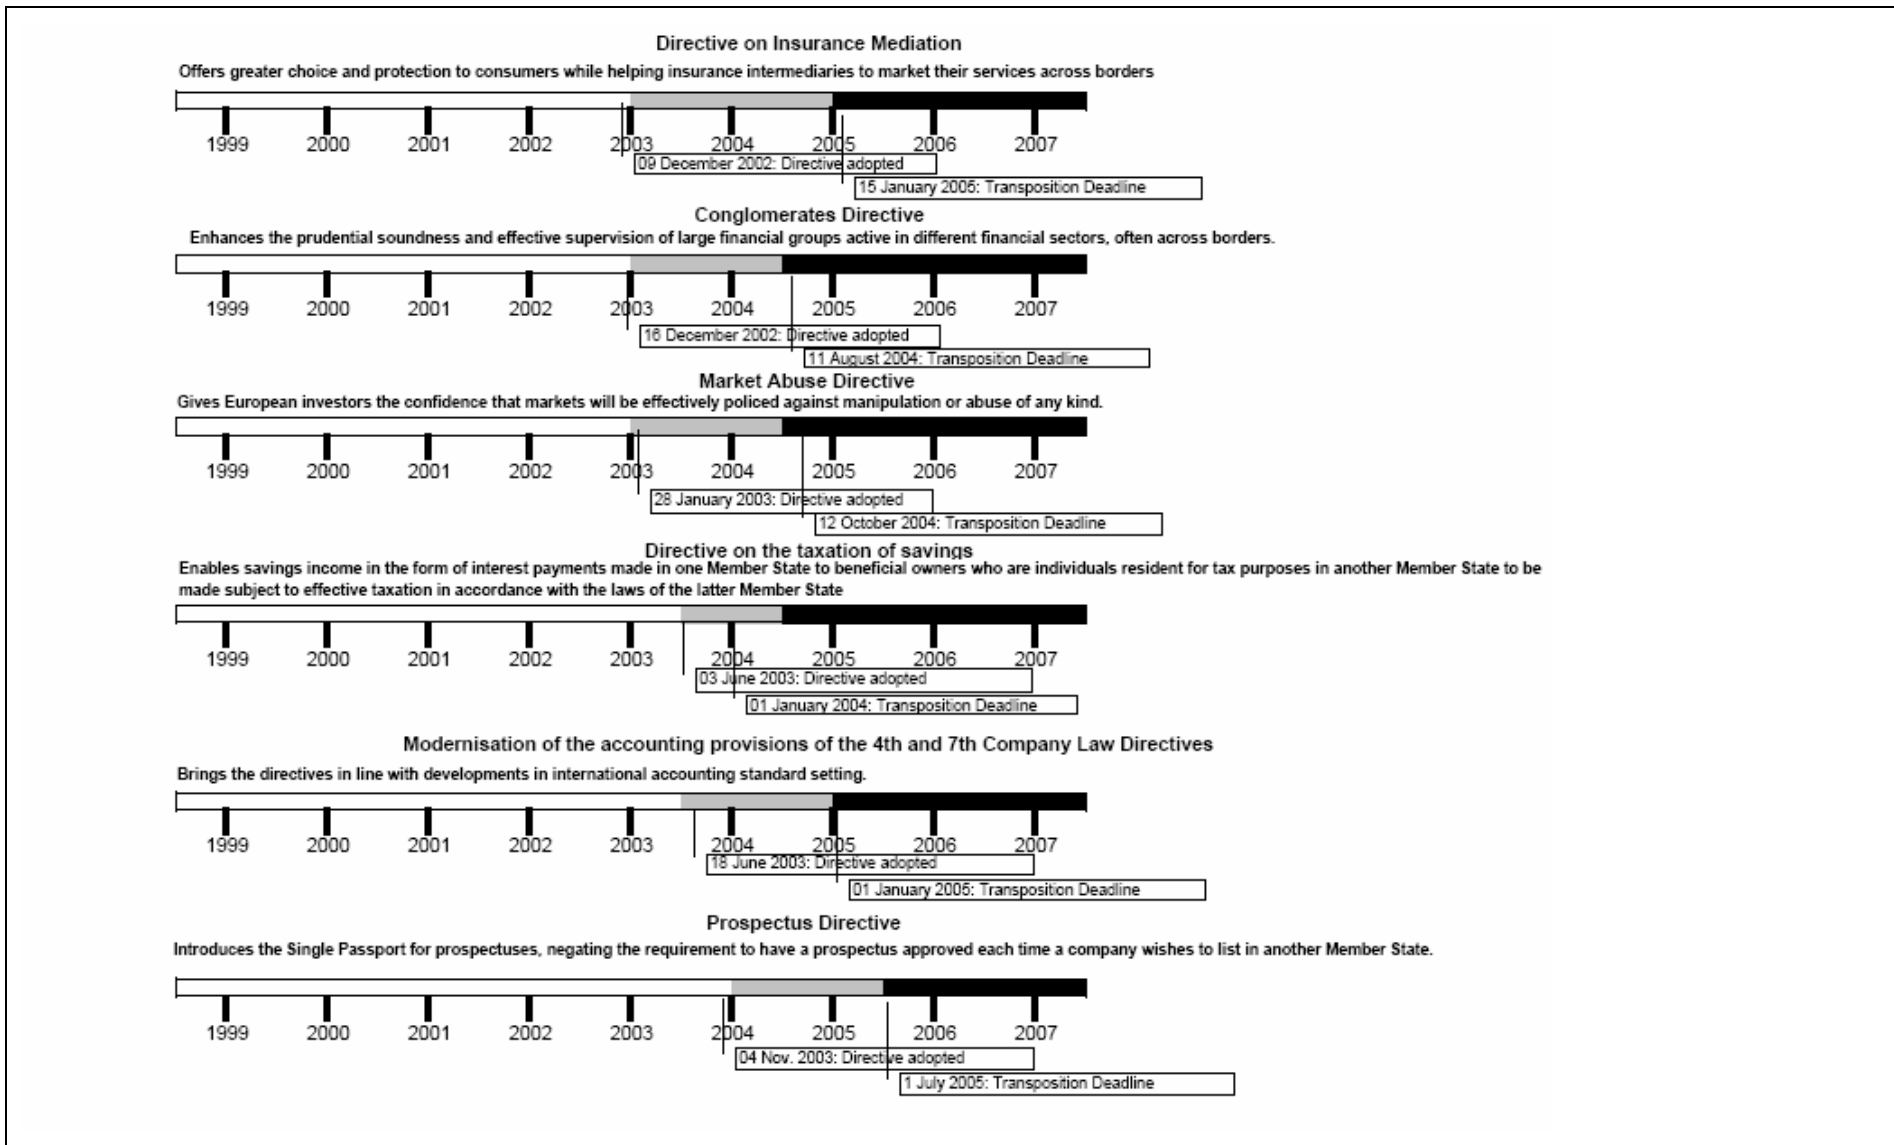 Directive on Insurance Mediation
Offers greater choice and protection to consumers while helping insurance intermediaries to market their services across borders
1999 2000 2001 2002 2003 2004 2005 2006 2007
09 December 2002: Directive adopted
15 January 2005: Transposition Deadline
Conglomerates Directive
Enhances the prudential soundness and effective supervision of large financial groups active in different financial sectors, often across borders.
1999 2000 2001 2002 2003 2004 2005 2006 2007
16 December 2002: Directive adopted
11 August 2004: Transposition Deadline
Market Abuse Directive
Gives European investors the confidence that markets will be effectively policed against manipulation or abuse of any kind.
1999 2000 2001 2002 2003 2004 2005 2006 2007
28 January 2003: Directive adopted
12 October 2004: Transposition Deadline
Directive on the taxation of savings
Enables savings income in the form of interest payments made in one Member State to beneficial owners who are individuals resident for tax purposes in another Member State to be
made subject to effective taxation in accordance with the laws of the latter Member State
1999 2000 2001 2002 2003 2004 2005 2006 2007
03 June 2003: Directive adopted
01 January 2004: Transposition Deadline
Modernisation of the accounting provisions of the 4th and 7th Company Law Directives
Brings the directives in line with developments in international accounting standard setting.
1999 2000 2001 2002 2003 2004 2005 2006 2007
18 June 2003: Directive adopted
01 January 2005: Transposition Deadline
Prospectus Directive
Introduces the Single Passport for prospectuses, negating the requirement to have a prospectus approved each time a company wishes to list in another Member State.
1999 2000 2001 2002 2003 2004 2005 2006 2007
04 Nov. 2003: Directive adopted
1 July 2005: Transposition Deadline